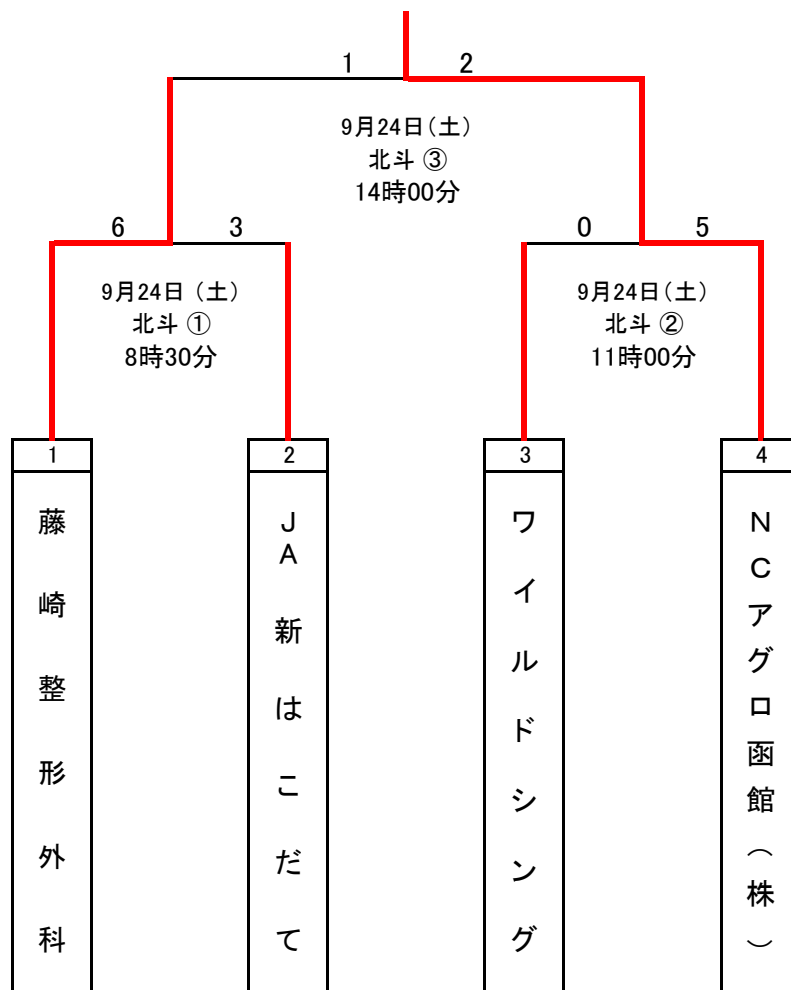 1 2
9月24日(土)
北斗 ③
14時00分
6 3
0 5
9月24日 (土)
北斗 ①
8時30分
9月24日(土)
北斗 ②
11時00分
1
2
3
4
藤崎整形外科
JA新はこだて
ワイルドシング
NCアグロ函館(株)